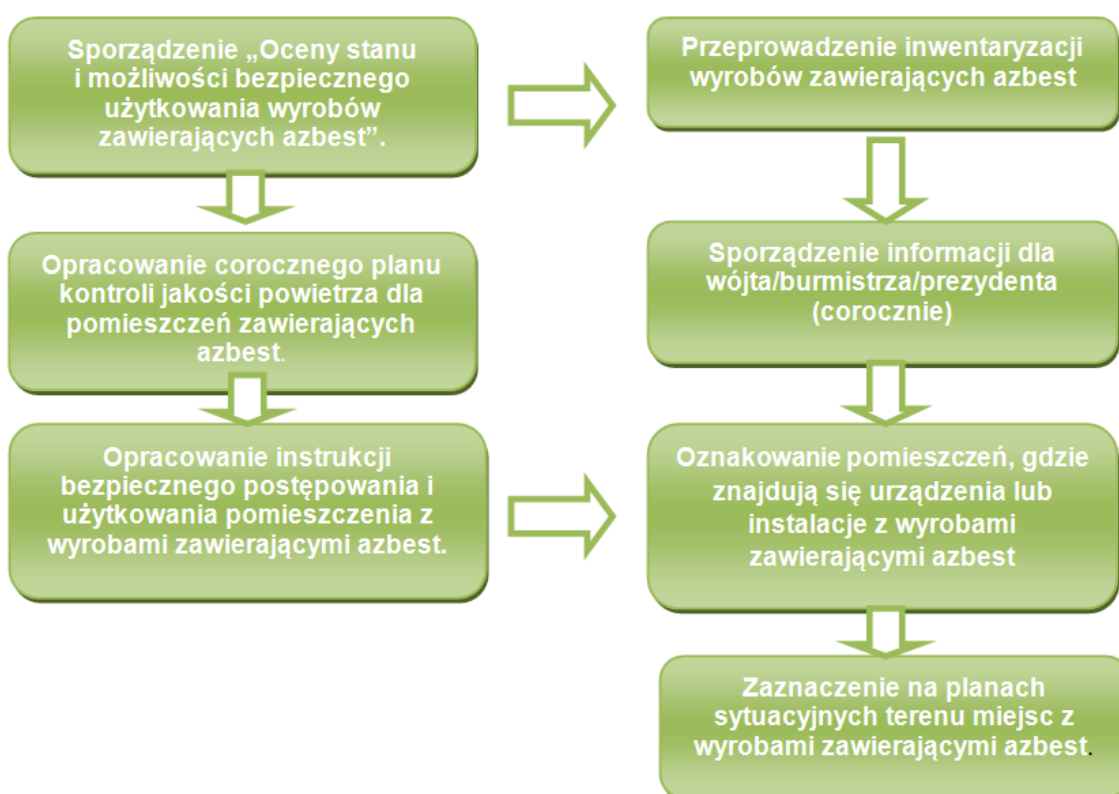 Sporządzenie „Oceny stanu
i możliwości bezpiecznego
użytkowania wyrobów
zawierających azbest”.
Przeprowadzenie inwentaryzacji
wyrobów zawierających azbest
Opracowanie corocznego planu
kontroli jakości powietrza dla
pomieszczeń zawierających
azbest.
Sporządzenie informacji dla
wójta/burmistrza/prezydenta
(corocznie)
Opracowanie instrukcji
bezpiecznego postępowania i
użytkowania pomieszczenia z
wyrobami zawierającymi azbest.
Oznakowanie pomieszczeń, gdzie
znajdują się urządzenia lub
instalacje z wyrobami
zawierającymi azbest
Zaznaczenie na planach
sytuacyjnych terenu miejsc z
wyrobami zawierającymi azbest.